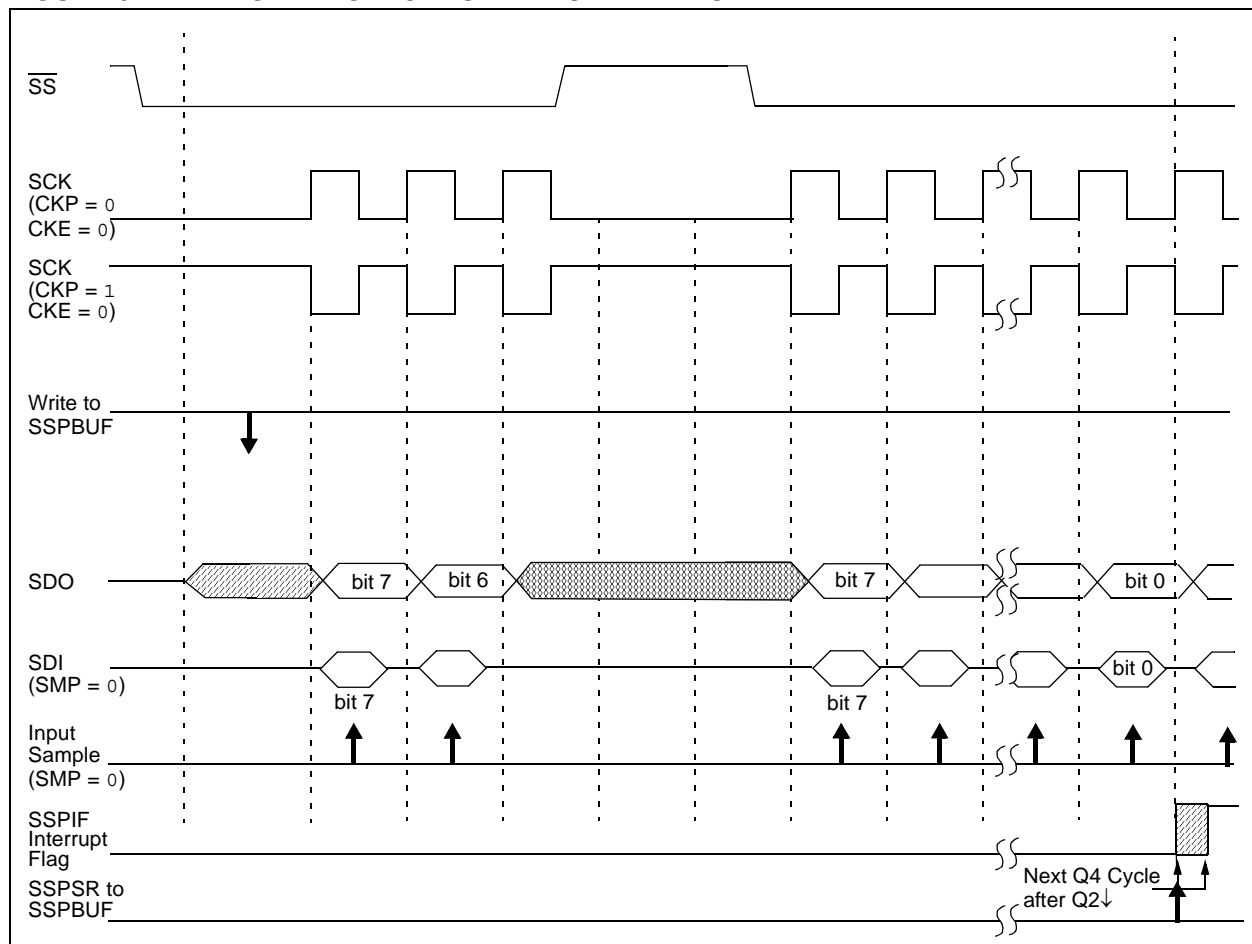 SS
SCK
(CKP = 0
CKE = 0)
SCK
(CKP = 1
CKE = 0)
Write to
SSPBUF
SDO
bit 7
bit 6
bit 7
bit 0
SDI
(SMP = 0)
bit 7
bit 7
bit 0
Input
Sample
(SMP = 0)
SSPIF
Interrupt
Flag
Next Q4 Cycle
after Q2↓
SSPSR to
SSPBUF